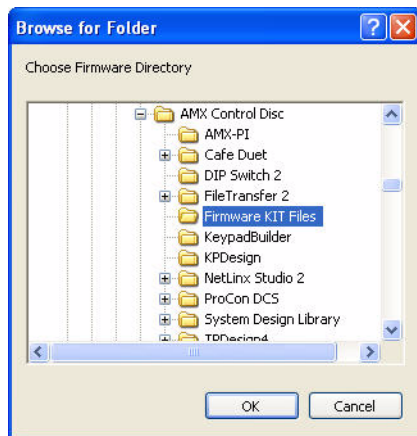 Browse for Folder
Choose Firmware Directory
AMX Control Disc
AMX-PI
Cafe Duet
DIP Switch 2
FileTransfer 2
Firmware KIT Files
KeypadBuilder
KPDesign
NetLinx Studio 2
ProCon DCS
System Design Library
TPDesign4
OK
Cancel